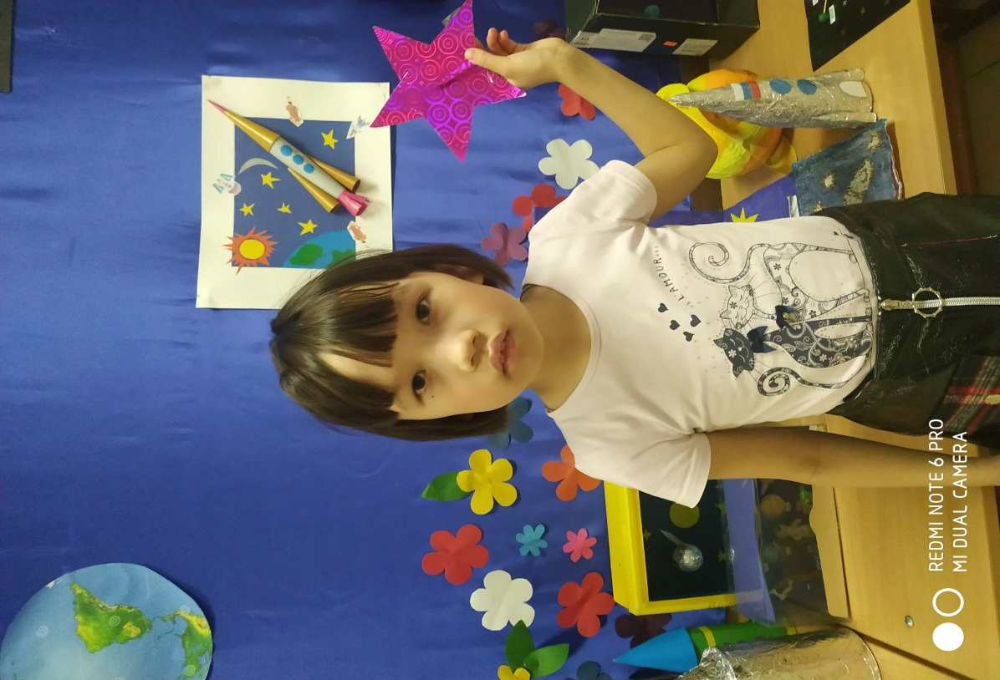 L'AMOUR...
REDMI NOTE 6 PRO
MI DUAL CAMERA